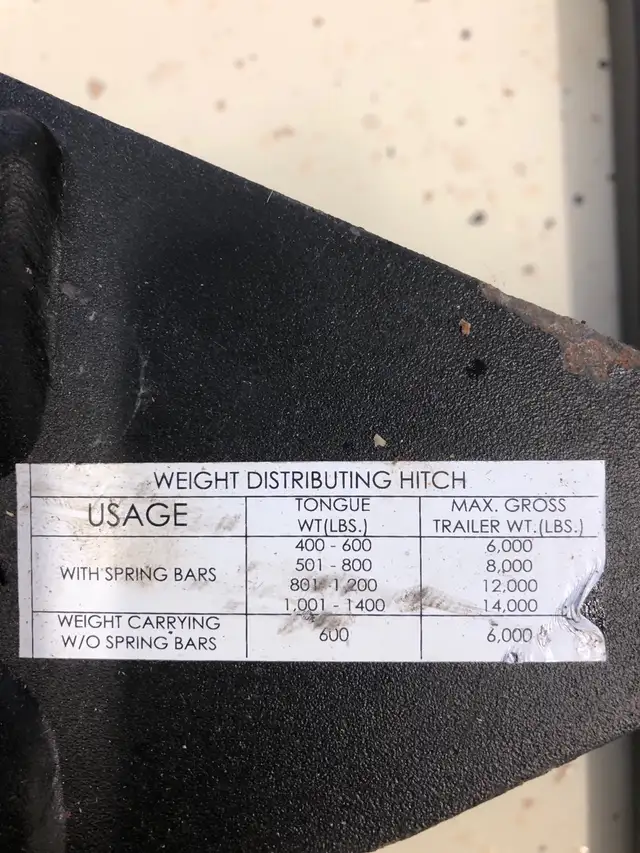 WEIGHT DISTRIBUTING HITCH
USAGE
TONGUE
WT(LBS.)
MAX. GROSS
TRAILER WT.(LBS.)
WITH SPRING BARS
400 - 600 6,000
501 - 800 8,000
801-1,200 12,000
1,001 - 1400 14,000
WEIGHT CARRYING
W/O SPRING BARS
600 6,000